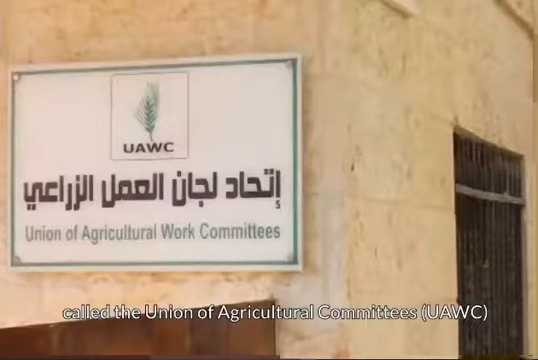 UAWC
إتحاد لجان العمل الزراعي
Union of Agricultural Work Committees
called the Union of Agricultural Committees (UAWC)